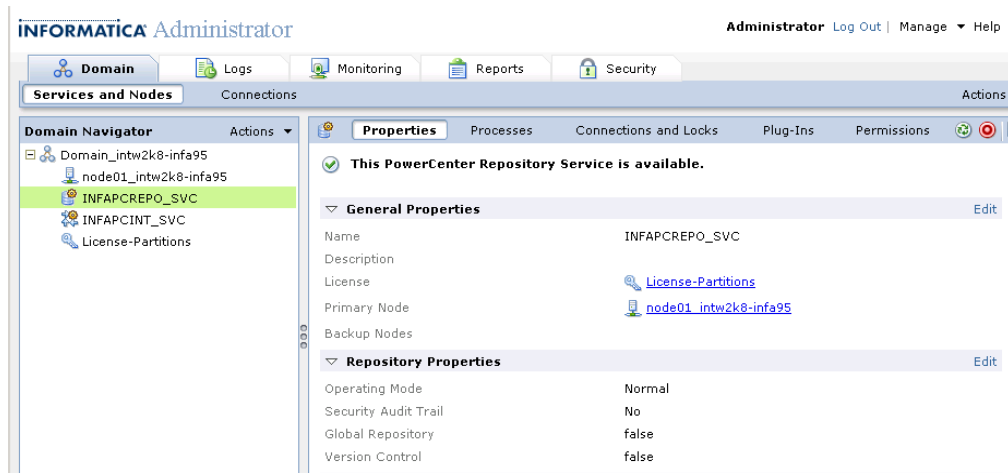 INFORMATICA Administrator
Administrator Log Out | Manage Help
Domain Logs Monitoring Reports Security
Services and Nodes Connections Actions
Domain Navigator Actions
Domain_intw2k8-infa95
node01_intw2k8-infa95
INFAPCREPO_SVC
INFAPCINT_SVC
License-Partitions
Properties Processes Connections and Locks Plug-Ins Permissions
This PowerCenter Repository Service is available.
General Properties Edit
Name INFAPCREPO_SVC
Description
License License-Partitions
Primary Node node01_intw2k8-infa95
Backup Nodes
Repository Properties Edit
Operating Mode Normal
Security Audit Trail No
Global Repository false
Version Control false